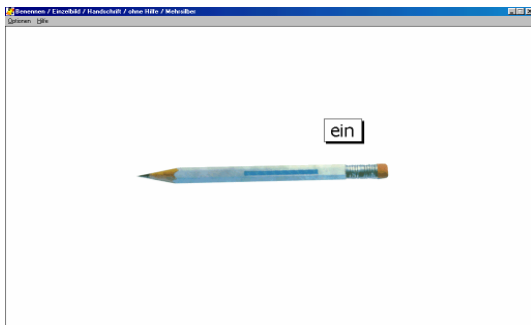 Benennen / Einzelbild / Handschrift / ohne Hilfe / Mehrsilber
Optionen Hilfe
ein